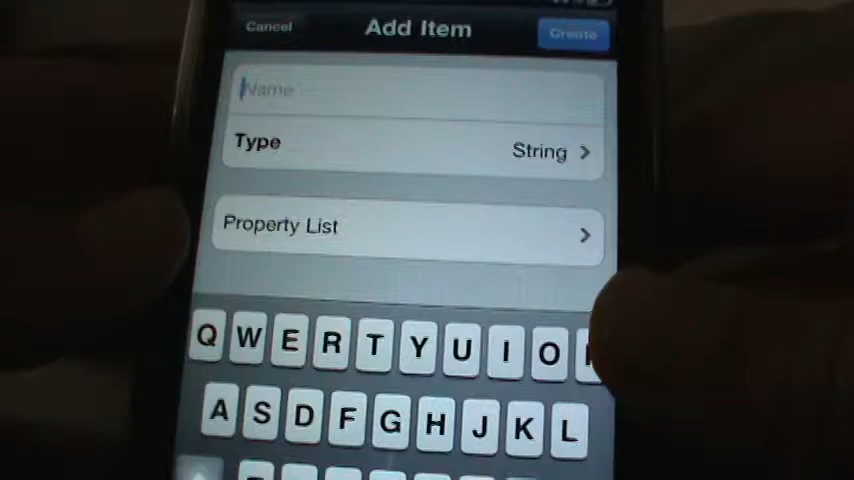 Cancel Add Item Create
Name
Type String
Property List
Q W E R T Y U I O
A S D F G H J K L